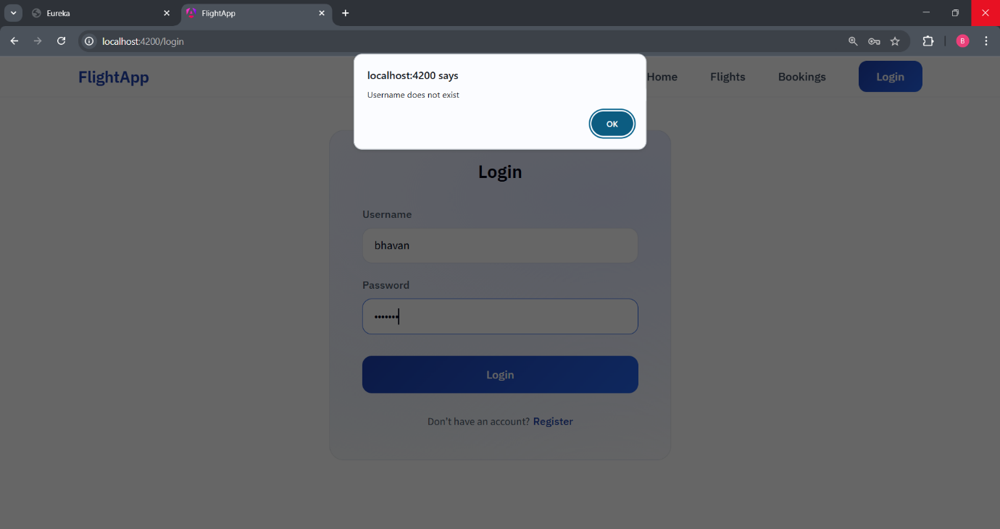 Eureka
FlightApp
localhost:4200/login
B
FlightApp
Home
Flights
Bookings
Login
localhost:4200 says
Username does not exist
OK
Login
Username
bhavan
Password
•••••••
Login
Don't have an account? Register